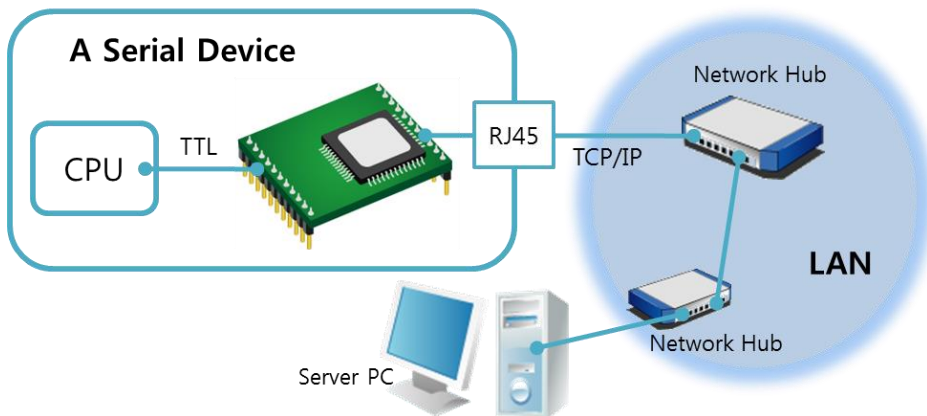 A Serial Device
Network Hub
CPU
TTL
RJ45
TCP/IP
LAN
Network Hub
Server PC